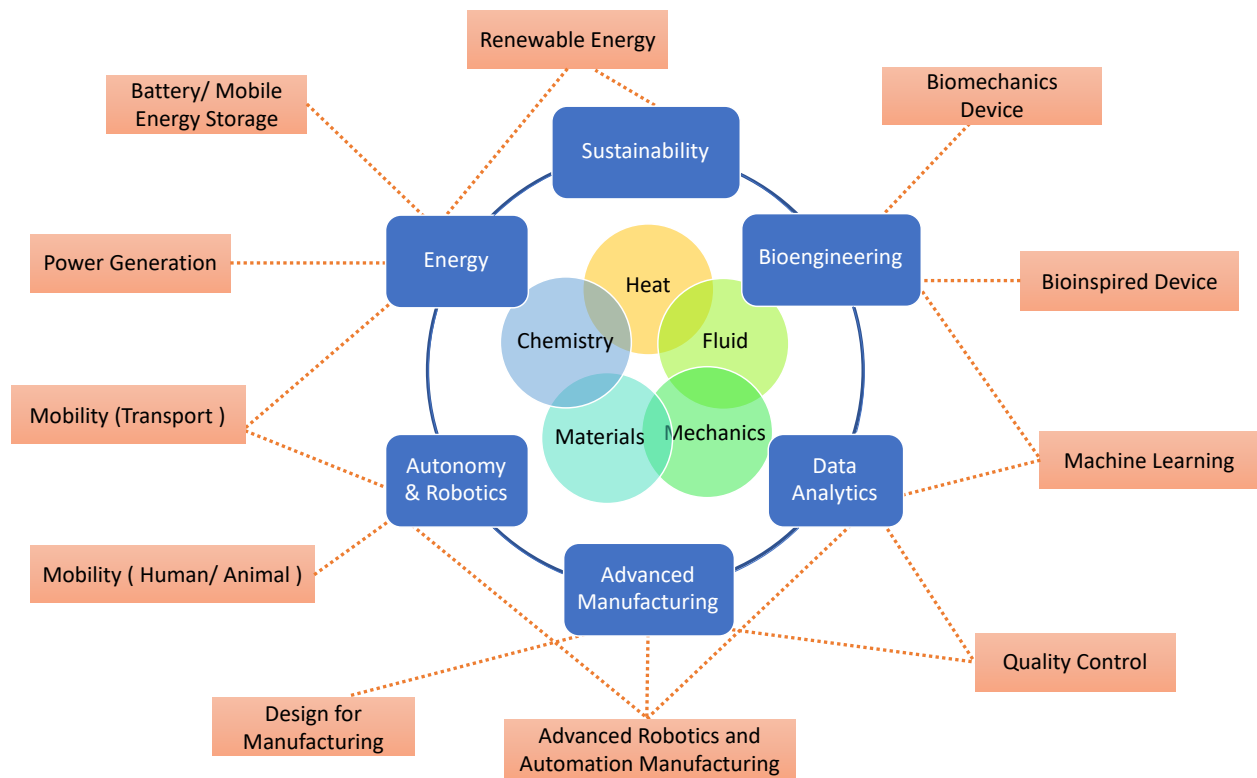 Renewable Energy
Battery/ Mobile
Energy Storage
Biomechanics
Device
Sustainability
Energy
Bioengineering
Power Generation
Heat
Bioinspired Device
Chemistry
Fluid
Mobility (Transport )
Materials
Mechanics
Autonomy
& Robotics
Data
Analytics
Machine Learning
Mobility ( Human/ Animal )
Advanced
Manufacturing
Quality Control
Design for
Manufacturing
Advanced Robotics and
Automation Manufacturing